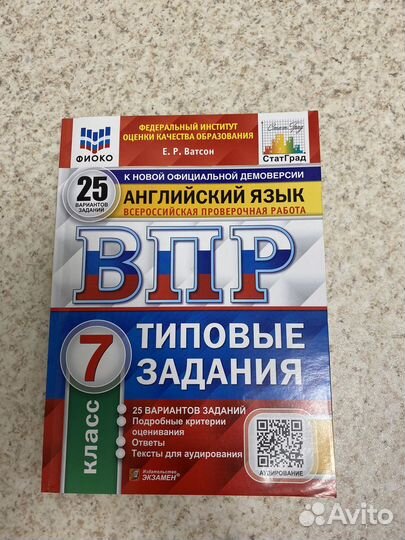 ФЕДЕРАЛЬНЫЙ ИНСТИТУТ
ОЦЕНКИ КАЧЕСТВА ОБРАЗОВАНИЯ
Е. Р. Ватсон
ФИОКО
СтатГрад
К НОВОЙ ОФИЦИАЛЬНОЙ ДЕМОВЕРСИИ
25
ВАРИАНТОВ
ЗАДАНИЙ
АНГЛИЙСКИЙ ЯЗЫК
ВСЕРОССИЙСКАЯ ПРОВЕРОЧНАЯ РАБОТА
ВПР
7
класс
ТИПОВЫЕ
ЗАДАНИЯ
• 25 ВАРИАНТОВ ЗАДАНИЙ
• Подробные критерии
оценивания
• Ответы
• Тексты для аудирования
АУДИРОВАНИЕ
Издательство
ЭКЗАМЕН®
Avito